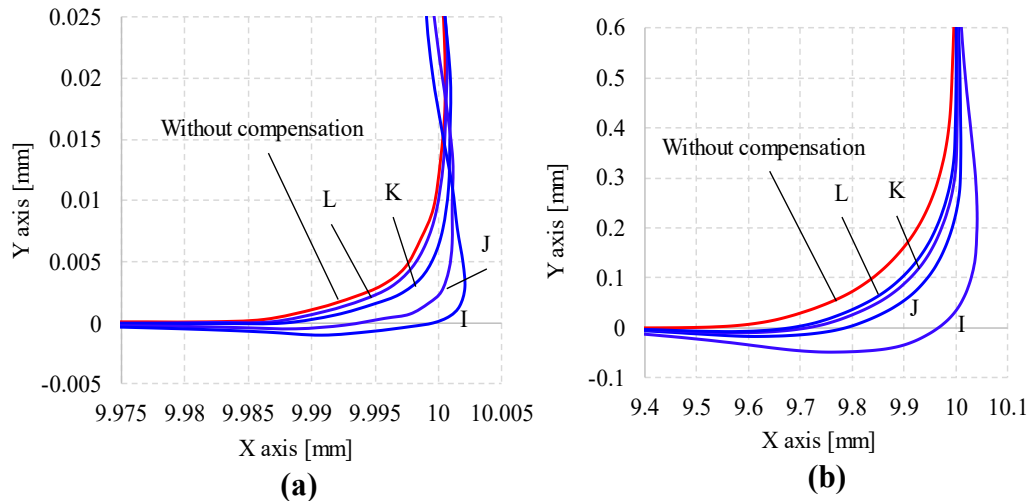 0.025
0.02
0.015
0.01
0.005
0
-0.005
Y axis [mm]
Without compensation
L
K
J
I
9.975 9.98 9.985 9.99 9.995 10 10.005
X axis [mm]
(a)
0.6
0.5
0.4
0.3
0.2
0.1
0
-0.1
Y axis [mm]
Without compensation
L
K
J
I
9.4 9.5 9.6 9.7 9.8 9.9 10 10.1
X axis [mm]
(b)